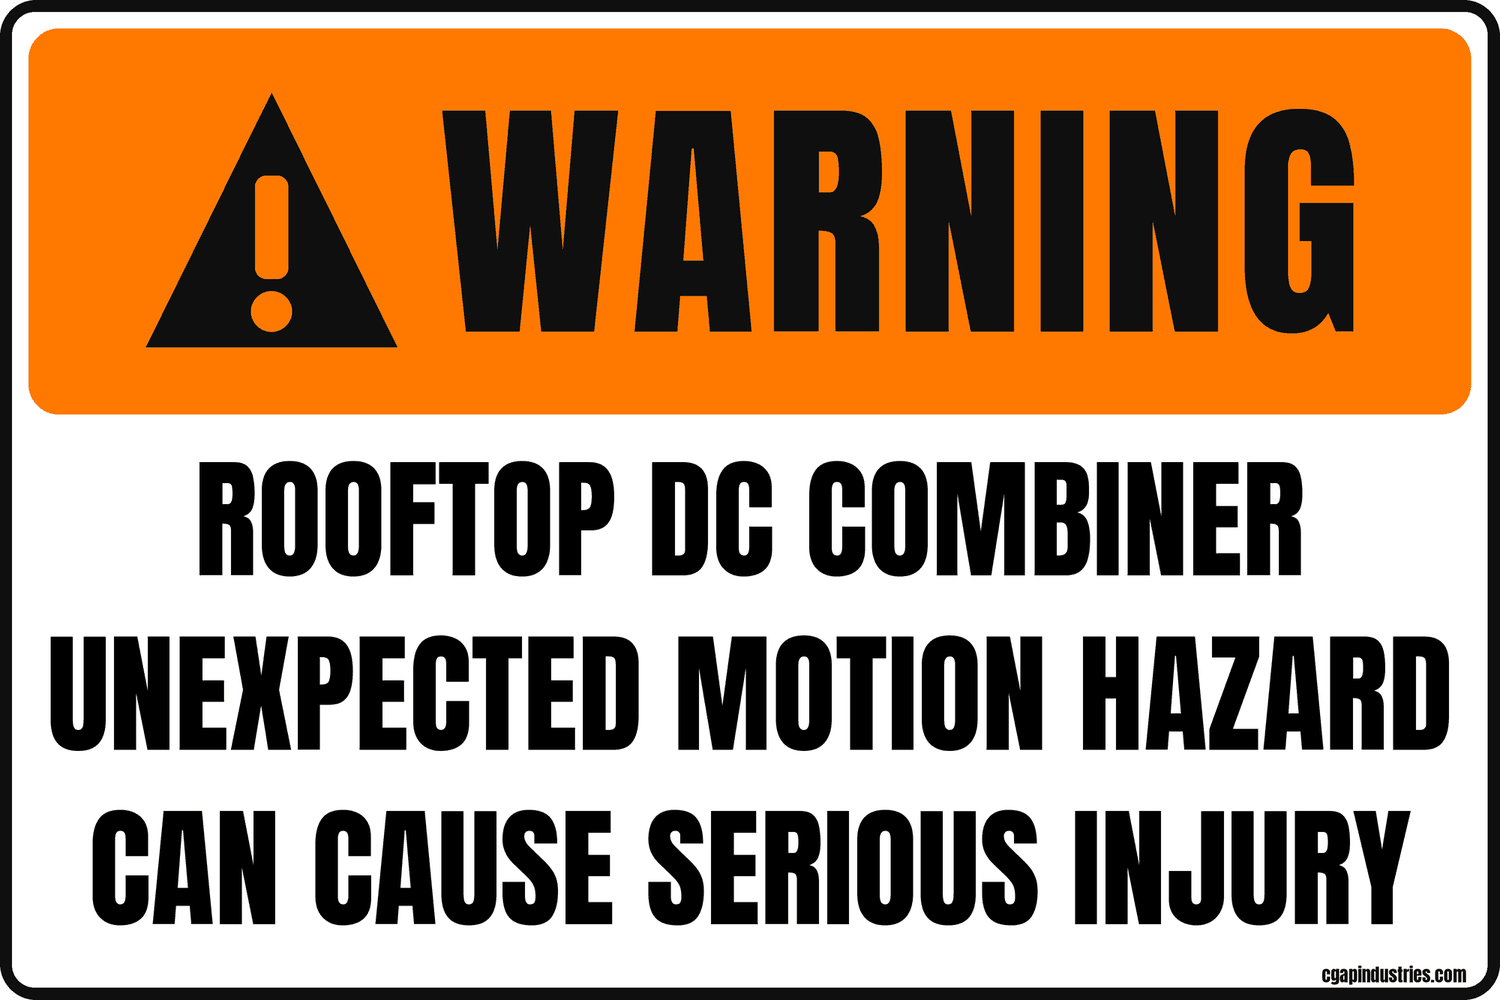 WARNING
ROOFTOP DC COMBINER
UNEXPECTED MOTION HAZARD
CAN CAUSE SERIOUS INJURY
cgapindustries.com